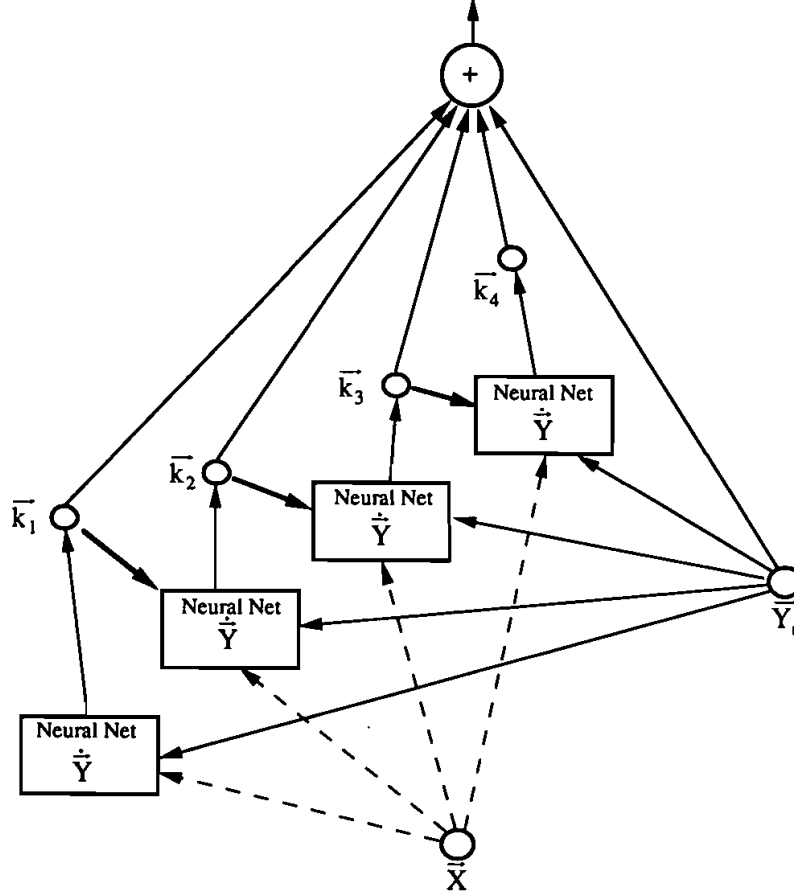 +
k⃗₄
k⃗₃
Neural Net
Y⃗̇
k⃗₂
Neural Net
Y⃗̇
k⃗₁
Neural Net
Y⃗̇
Y⃗
Neural Net
Y⃗̇
X⃗